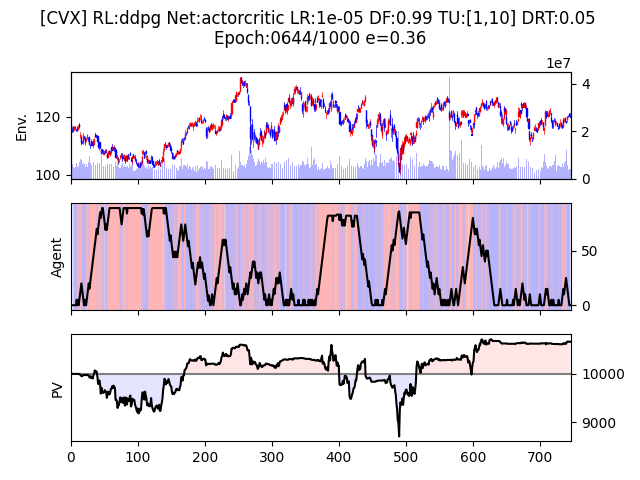 [CVX] RL:ddpg Net:actorcritic LR:1e-05 DF:0.99 TU:[1,10] DRT:0.05
Epoch:0644/1000 e=0.36
1e7
Env.
120
100
4
2
0
Agent
50
0
PV
10000
9000
0 100 200 300 400 500 600 700